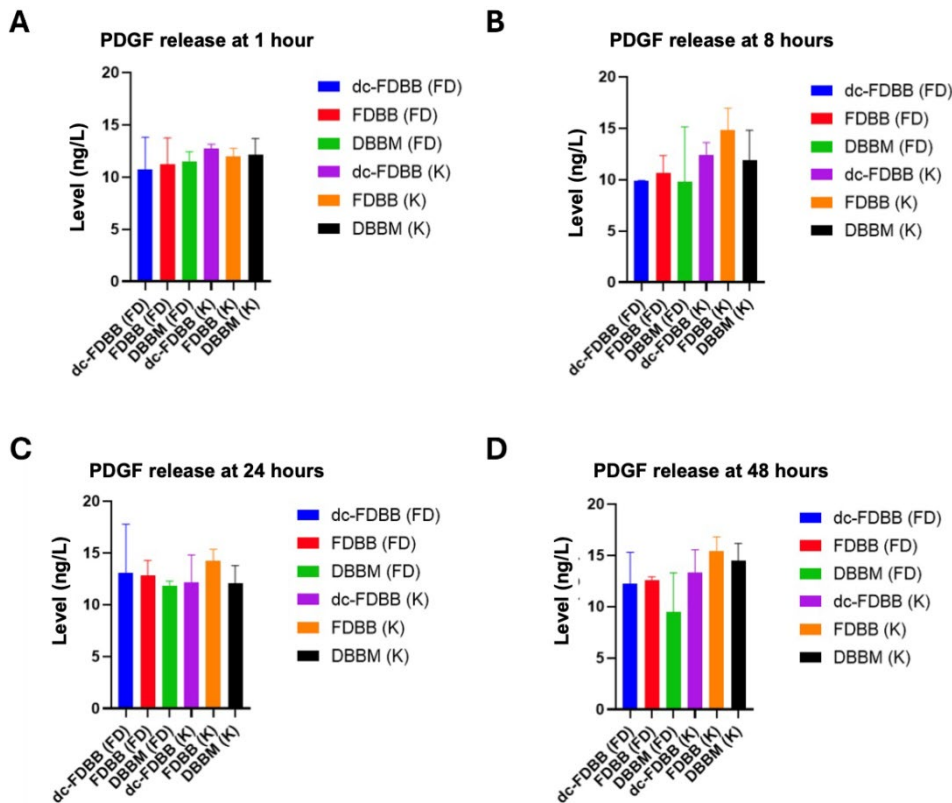 A
PDGF release at 1 hour
Level (ng/L)
20
15
10
5
0
dc-FDBB (FD)
FDBB (FD)
DBBM (FD)
dc-FDBB (K)
FDBB (K)
DBBM (K)
dc-FDBB (FD)
FDBB (FD)
DBBM (FD)
dc-FDBB (K)
FDBB (K)
DBBM (K)
B
PDGF release at 8 hours
Level (ng/L)
20
15
10
5
0
dc-FDBB (FD)
FDBB (FD)
DBBM (FD)
dc-FDBB (K)
FDBB (K)
DBBM (K)
dc-FDBB (FD)
FDBB (FD)
DBBM (FD)
dc-FDBB (K)
FDBB (K)
DBBM (K)
C
PDGF release at 24 hours
Level (ng/L)
20
15
10
5
0
dc-FDBB (FD)
FDBB (FD)
DBBM (FD)
dc-FDBB (K)
FDBB (K)
DBBM (K)
dc-FDBB (FD)
FDBB (FD)
DBBM (FD)
dc-FDBB (K)
FDBB (K)
DBBM (K)
D
PDGF release at 48 hours
Level (ng/L)
20
15
10
5
0
dc-FDBB (FD)
FDBB (FD)
DBBM (FD)
dc-FDBB (K)
FDBB (K)
DBBM (K)
dc-FDBB (FD)
FDBB (FD)
DBBM (FD)
dc-FDBB (K)
FDBB (K)
DBBM (K)